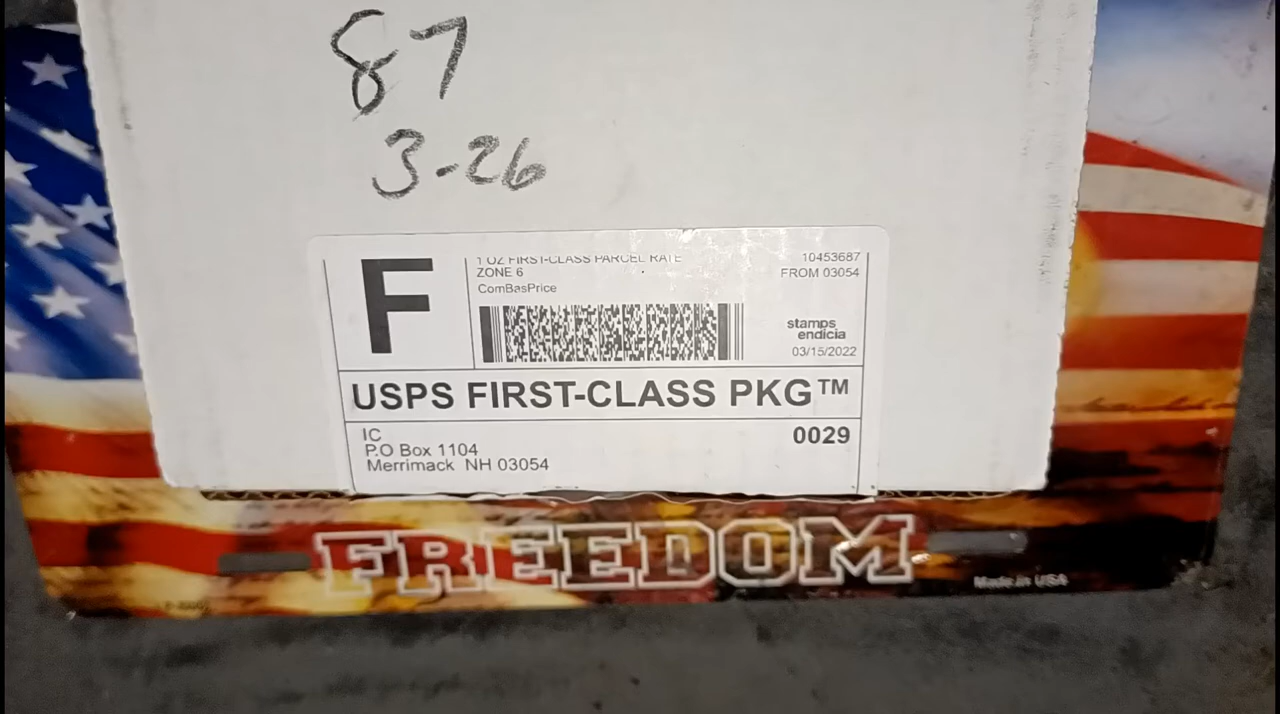 87
3-26
F
1 OZ FIRST-CLASS PARCEL RATE
ZONE 6
ComBasPrice
10453687
FROM 03054
stamps
endicia
03/15/2022
USPS FIRST-CLASS PKG™
IC
P.O Box 1104
Merrimack NH 03054
0029
FREEDOM
Made in USA